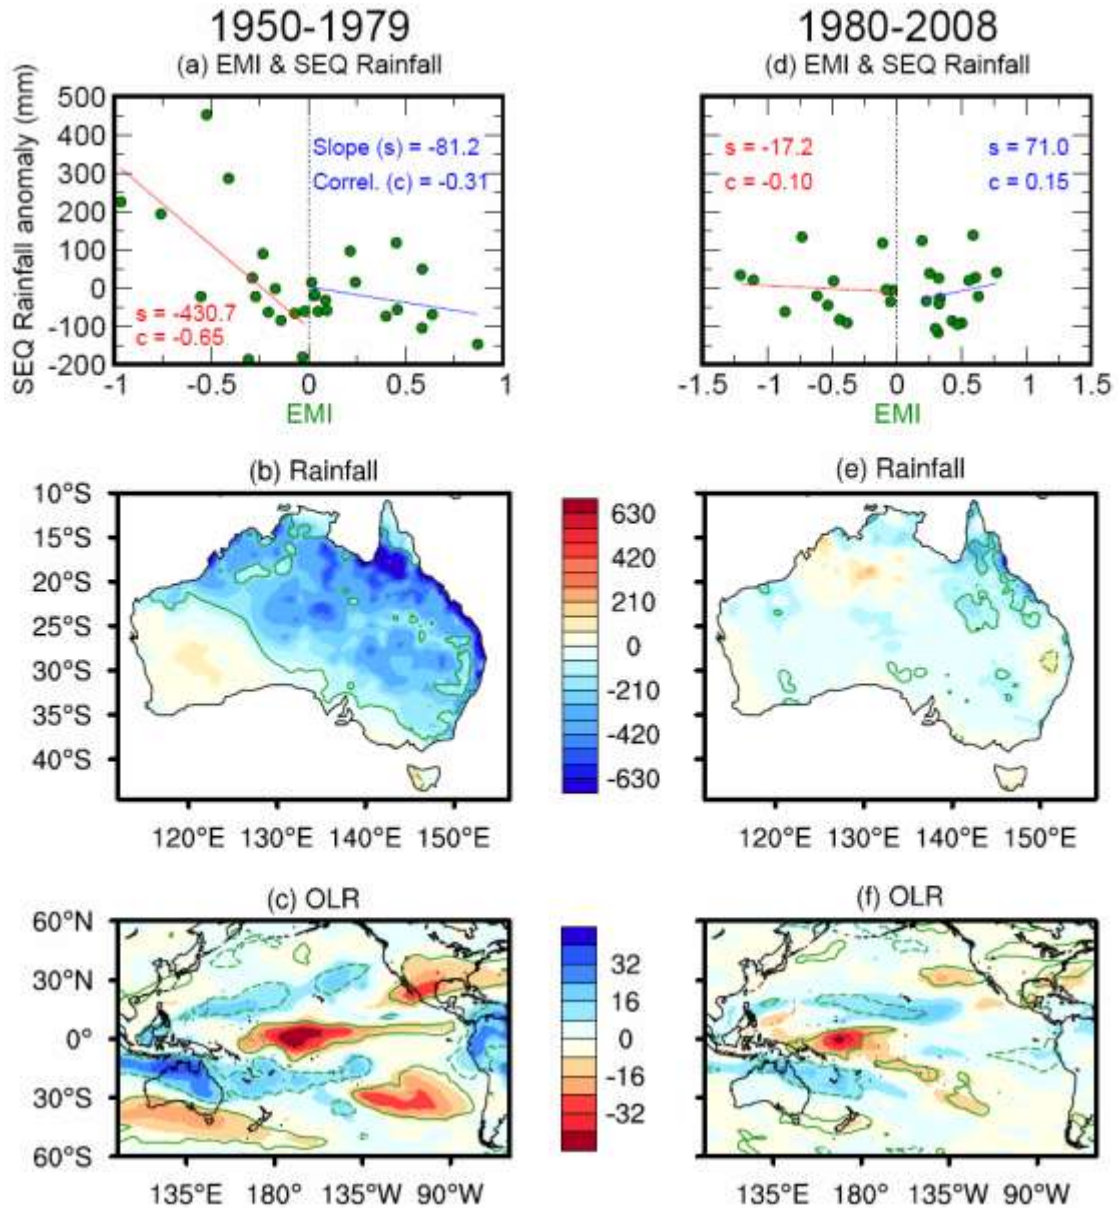 1950-1979
(a) EMI & SEQ Rainfall
SEQ Rainfall anomaly (mm)
500
400
300
200
100
0
-100
-200
Slope (s) = -81.2
Correl. (c) = -0.31
s = -430.7
c = -0.65
-1
-0.5
0
0.5
1
EMI
1980-2008
(d) EMI & SEQ Rainfall
s = -17.2
c = -0.10
s = 71.0
c = 0.15
-1.5
-1
-0.5
0
0.5
1
1.5
EMI
(b) Rainfall
10°S
15°S
20°S
25°S
30°S
35°S
40°S
120°E 130°E 140°E 150°E
630
420
210
0
-210
-420
-630
(e) Rainfall
120°E 130°E 140°E 150°E
(c) OLR
60°N
30°N
0°
30°S
60°S
135°E 180° 135°W 90°W
32
16
0
-16
-32
(f) OLR
135°E 180° 135°W 90°W